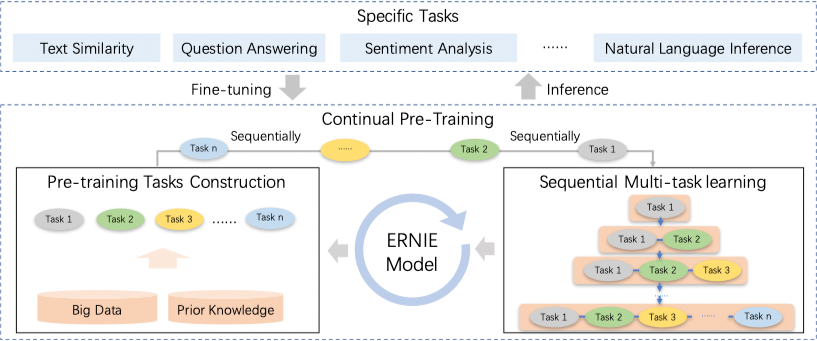 Specific Tasks
Text Similarity
Question Answering
Sentiment Analysis
......
Natural Language Inference
Fine-tuning
Inference
Continual Pre-Training
Task n
Sequentially
......
Task 2
Sequentially
Task 1
Pre-training Tasks Construction
Task 1
Task 2
Task 3
......
Task n
Big Data
Prior Knowledge
ERNIE
Model
Sequential Multi-task learning
Task 1
Task 1
Task 2
Task 1
Task 2
Task 3
......
Task 1
Task 2
Task 3
......
Task n